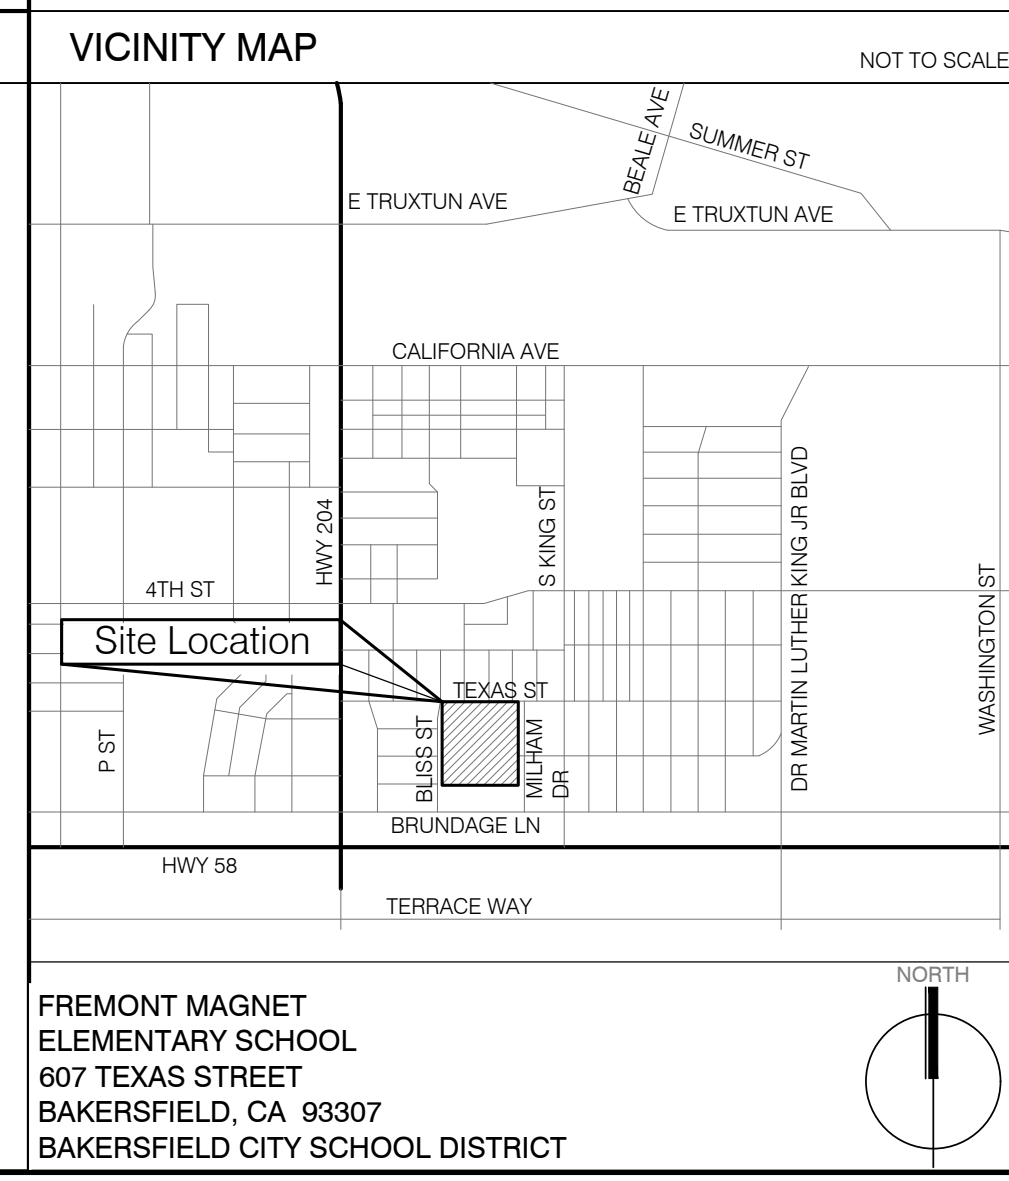 VICINITY MAP
NOT TO SCALE
BEALE AVE
SUMMER ST
E TRUXTUN AVE
E TRUXTUN AVE
CALIFORNIA AVE
HWY 204
S KING ST
DR MARTIN LUTHER KING JR BLVD
WASHINGTON ST
4TH ST
Site Location
TEXAS ST
P ST
BLISS ST
MILHAM
DR
BRUNDAGE LN
HWY 58
TERRACE WAY
NORTH
FREMONT MAGNET
ELEMENTARY SCHOOL
607 TEXAS STREET
BAKERSFIELD, CA 93307
BAKERSFIELD CITY SCHOOL DISTRICT